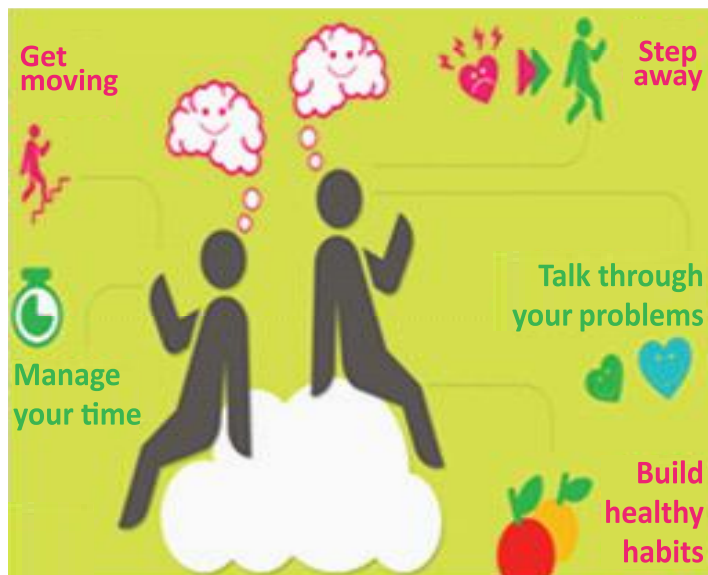 Get
moving
Step
away
Talk through
your problems
Manage
your time
Build
healthy
habits